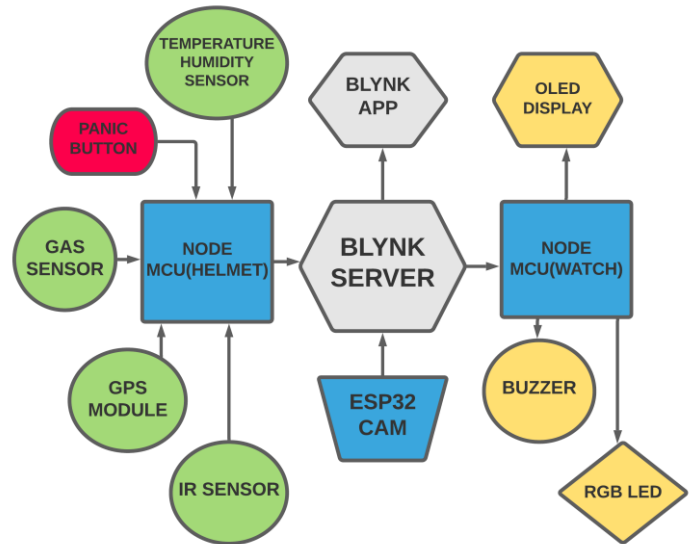 TEMPERATURE
HUMIDITY
SENSOR
BLYNK
APP
OLED
DISPLAY
PANIC
BUTTON
GAS
SENSOR
NODE
MCU(HELMET)
BLYNK
SERVER
NODE
MCU(WATCH)
GPS
MODULE
ESP32
CAM
BUZZER
IR SENSOR
RGB LED